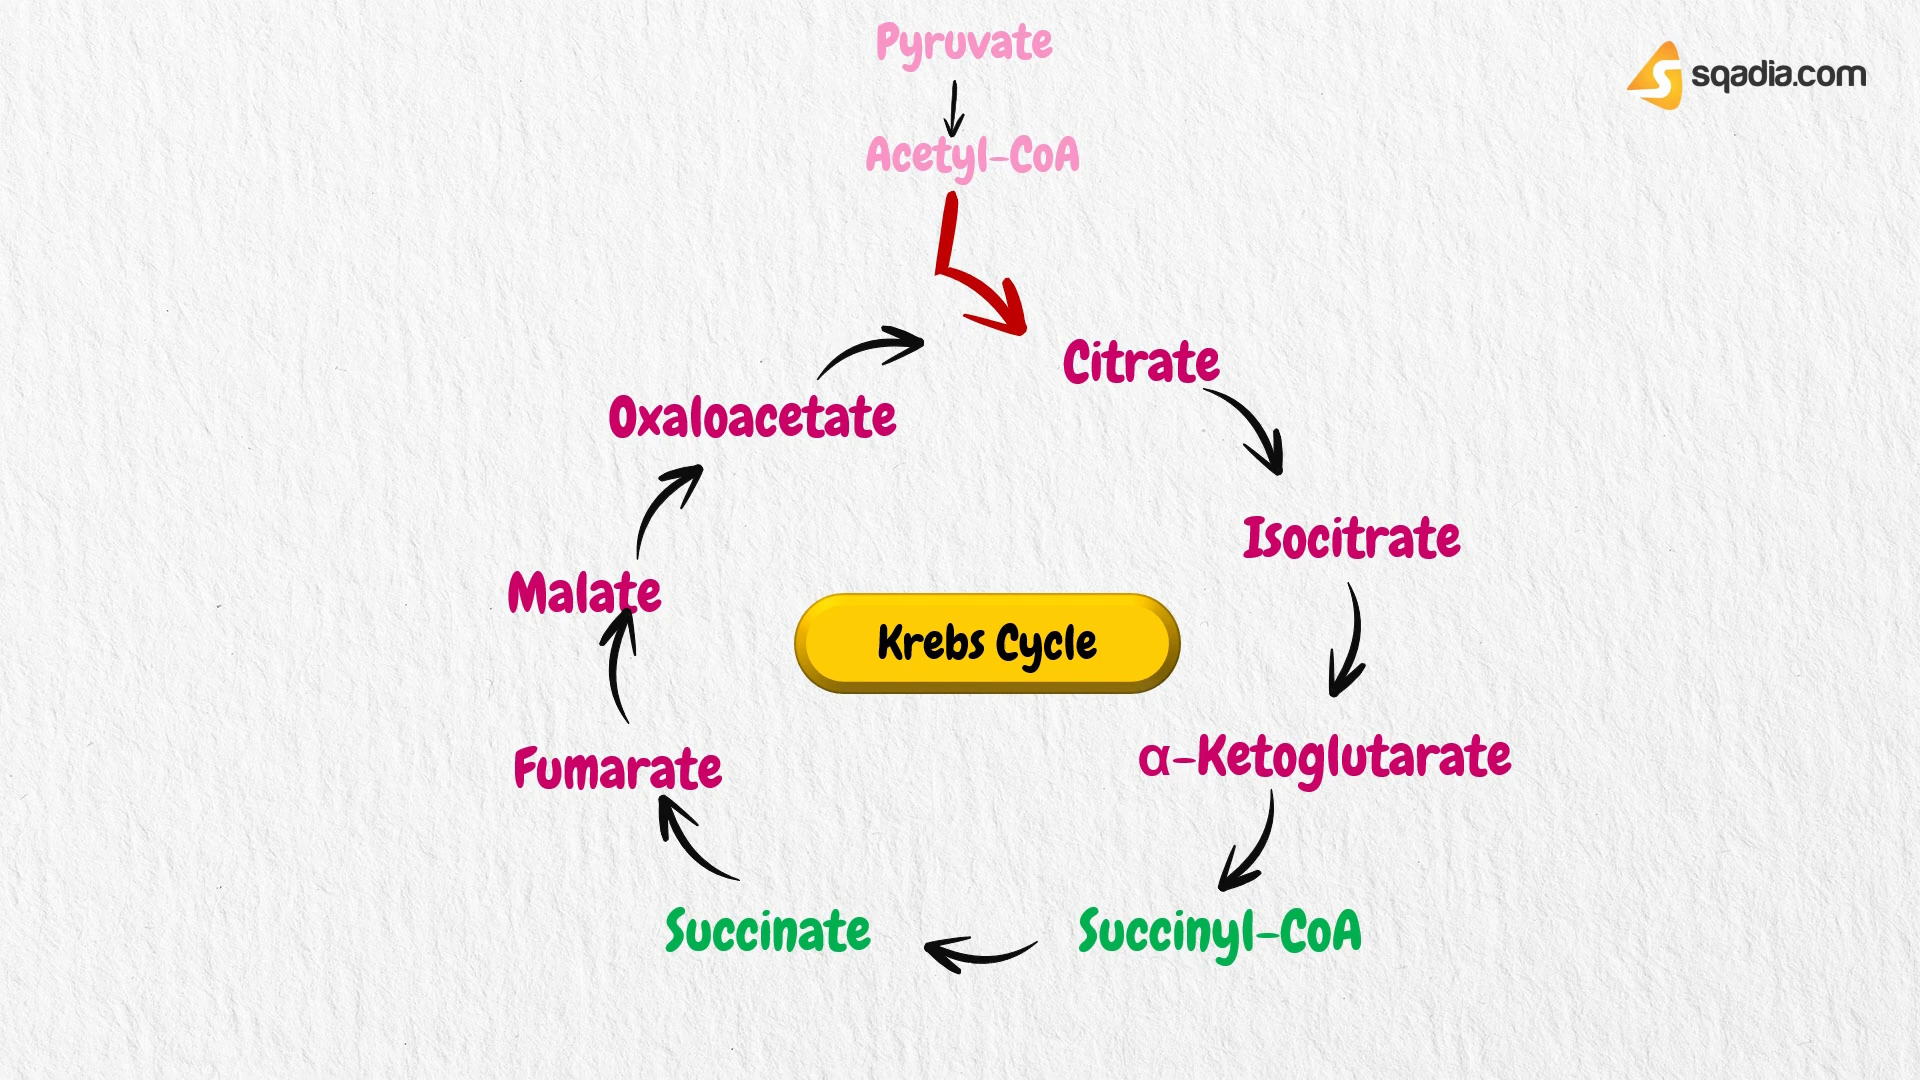 Pyruvate
sqadia.com
Acetyl-CoA
Citrate
Oxaloacetate
Isocitrate
Malate
Krebs Cycle
α-Ketoglutarate
Fumarate
Succinate
Succinyl-CoA